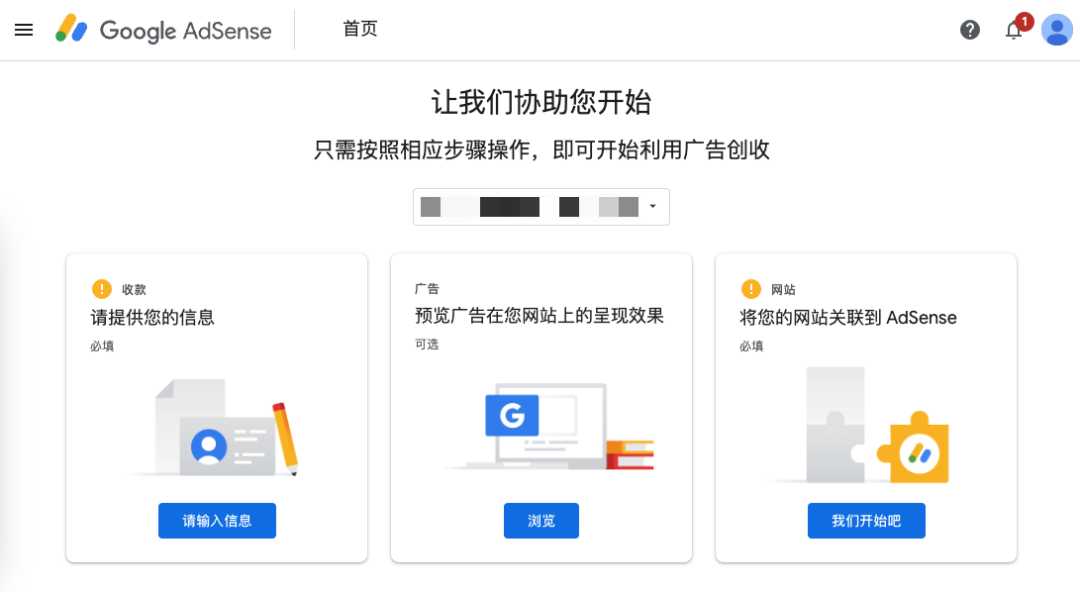 Google AdSense
首页
1
让我们协助您开始
只需按照相应步骤操作，即可开始利用广告创收
收款
请提供您的信息
必填
请输入信息
广告
预览广告在您网站上的呈现效果
可选
G
浏览
网站
将您的网站关联到 AdSense
必填
我们开始吧